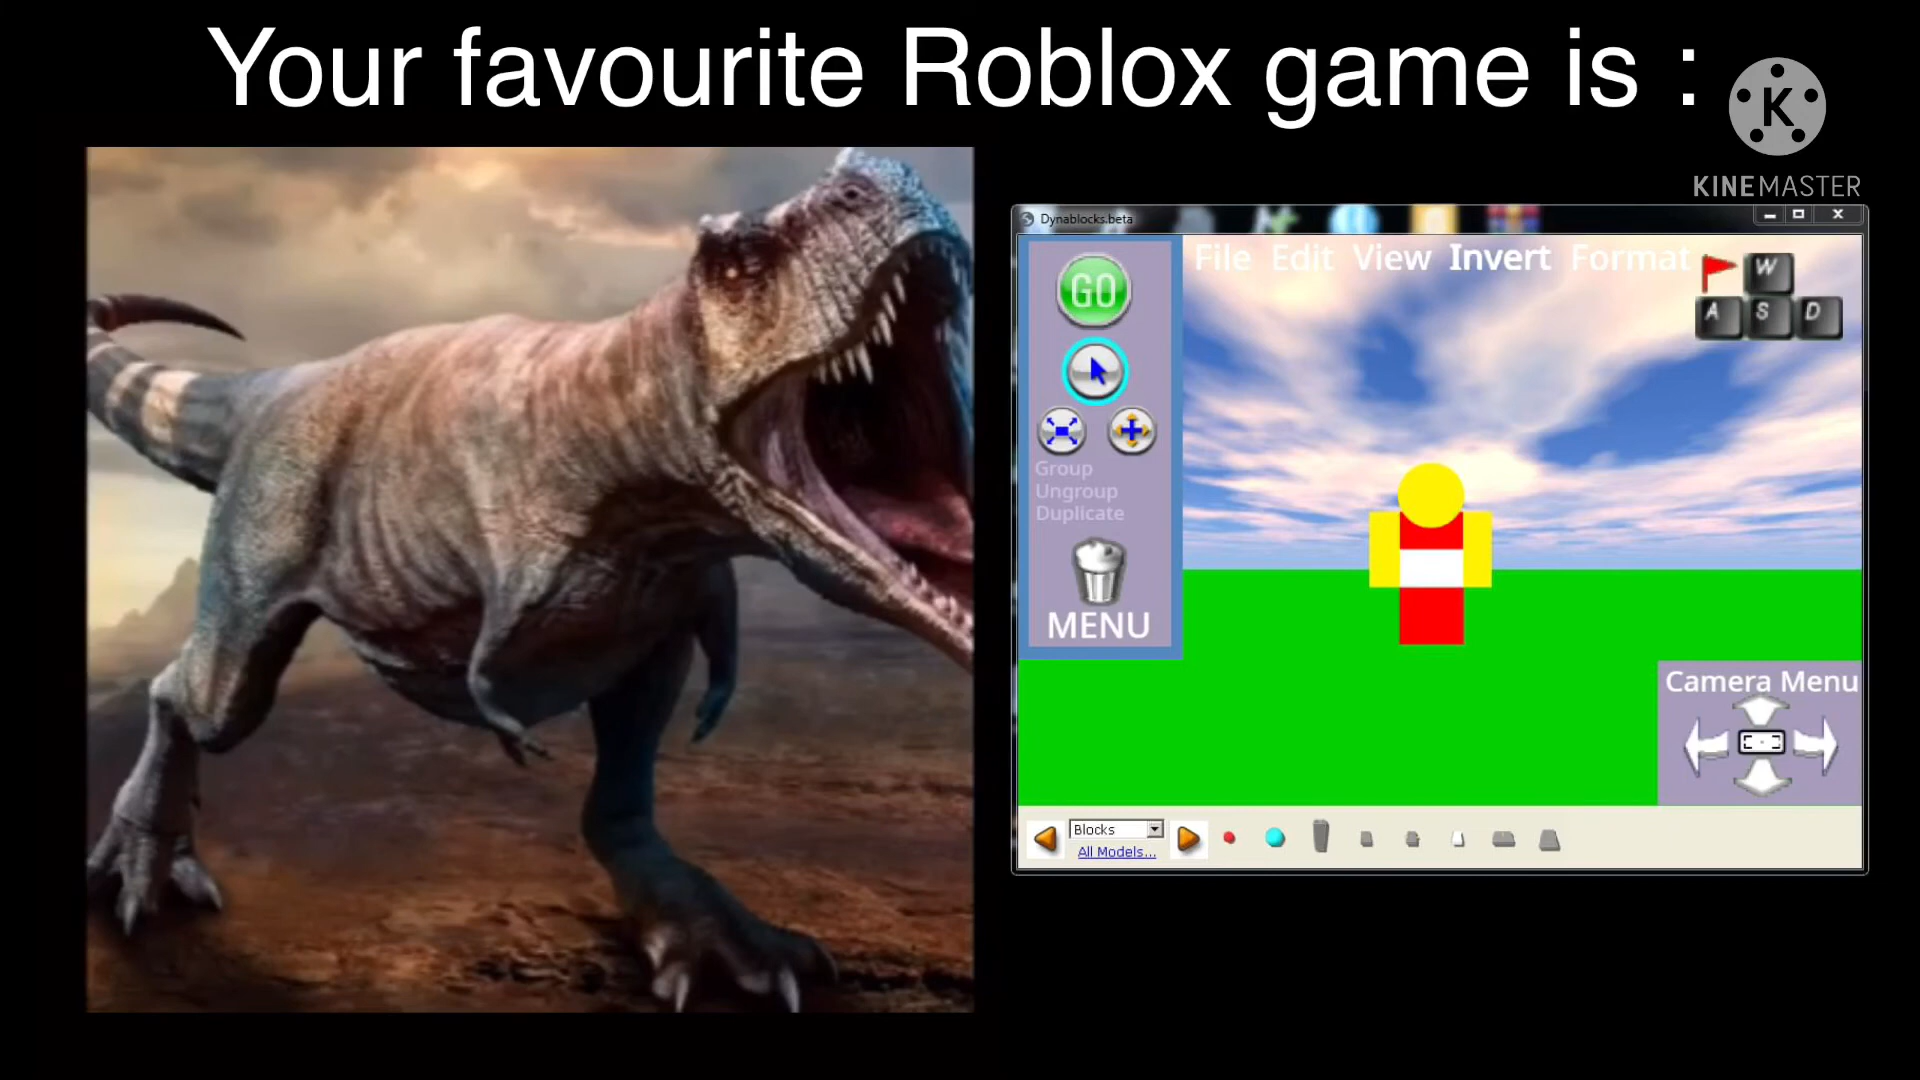 Your favourite Roblox game is :
K
KINEMASTER
Dynablocks.beta
File Edit View Invert Format
GO
W
A S D
Group
Ungroup
Duplicate
MENU
Camera Menu
Blocks
All Models...